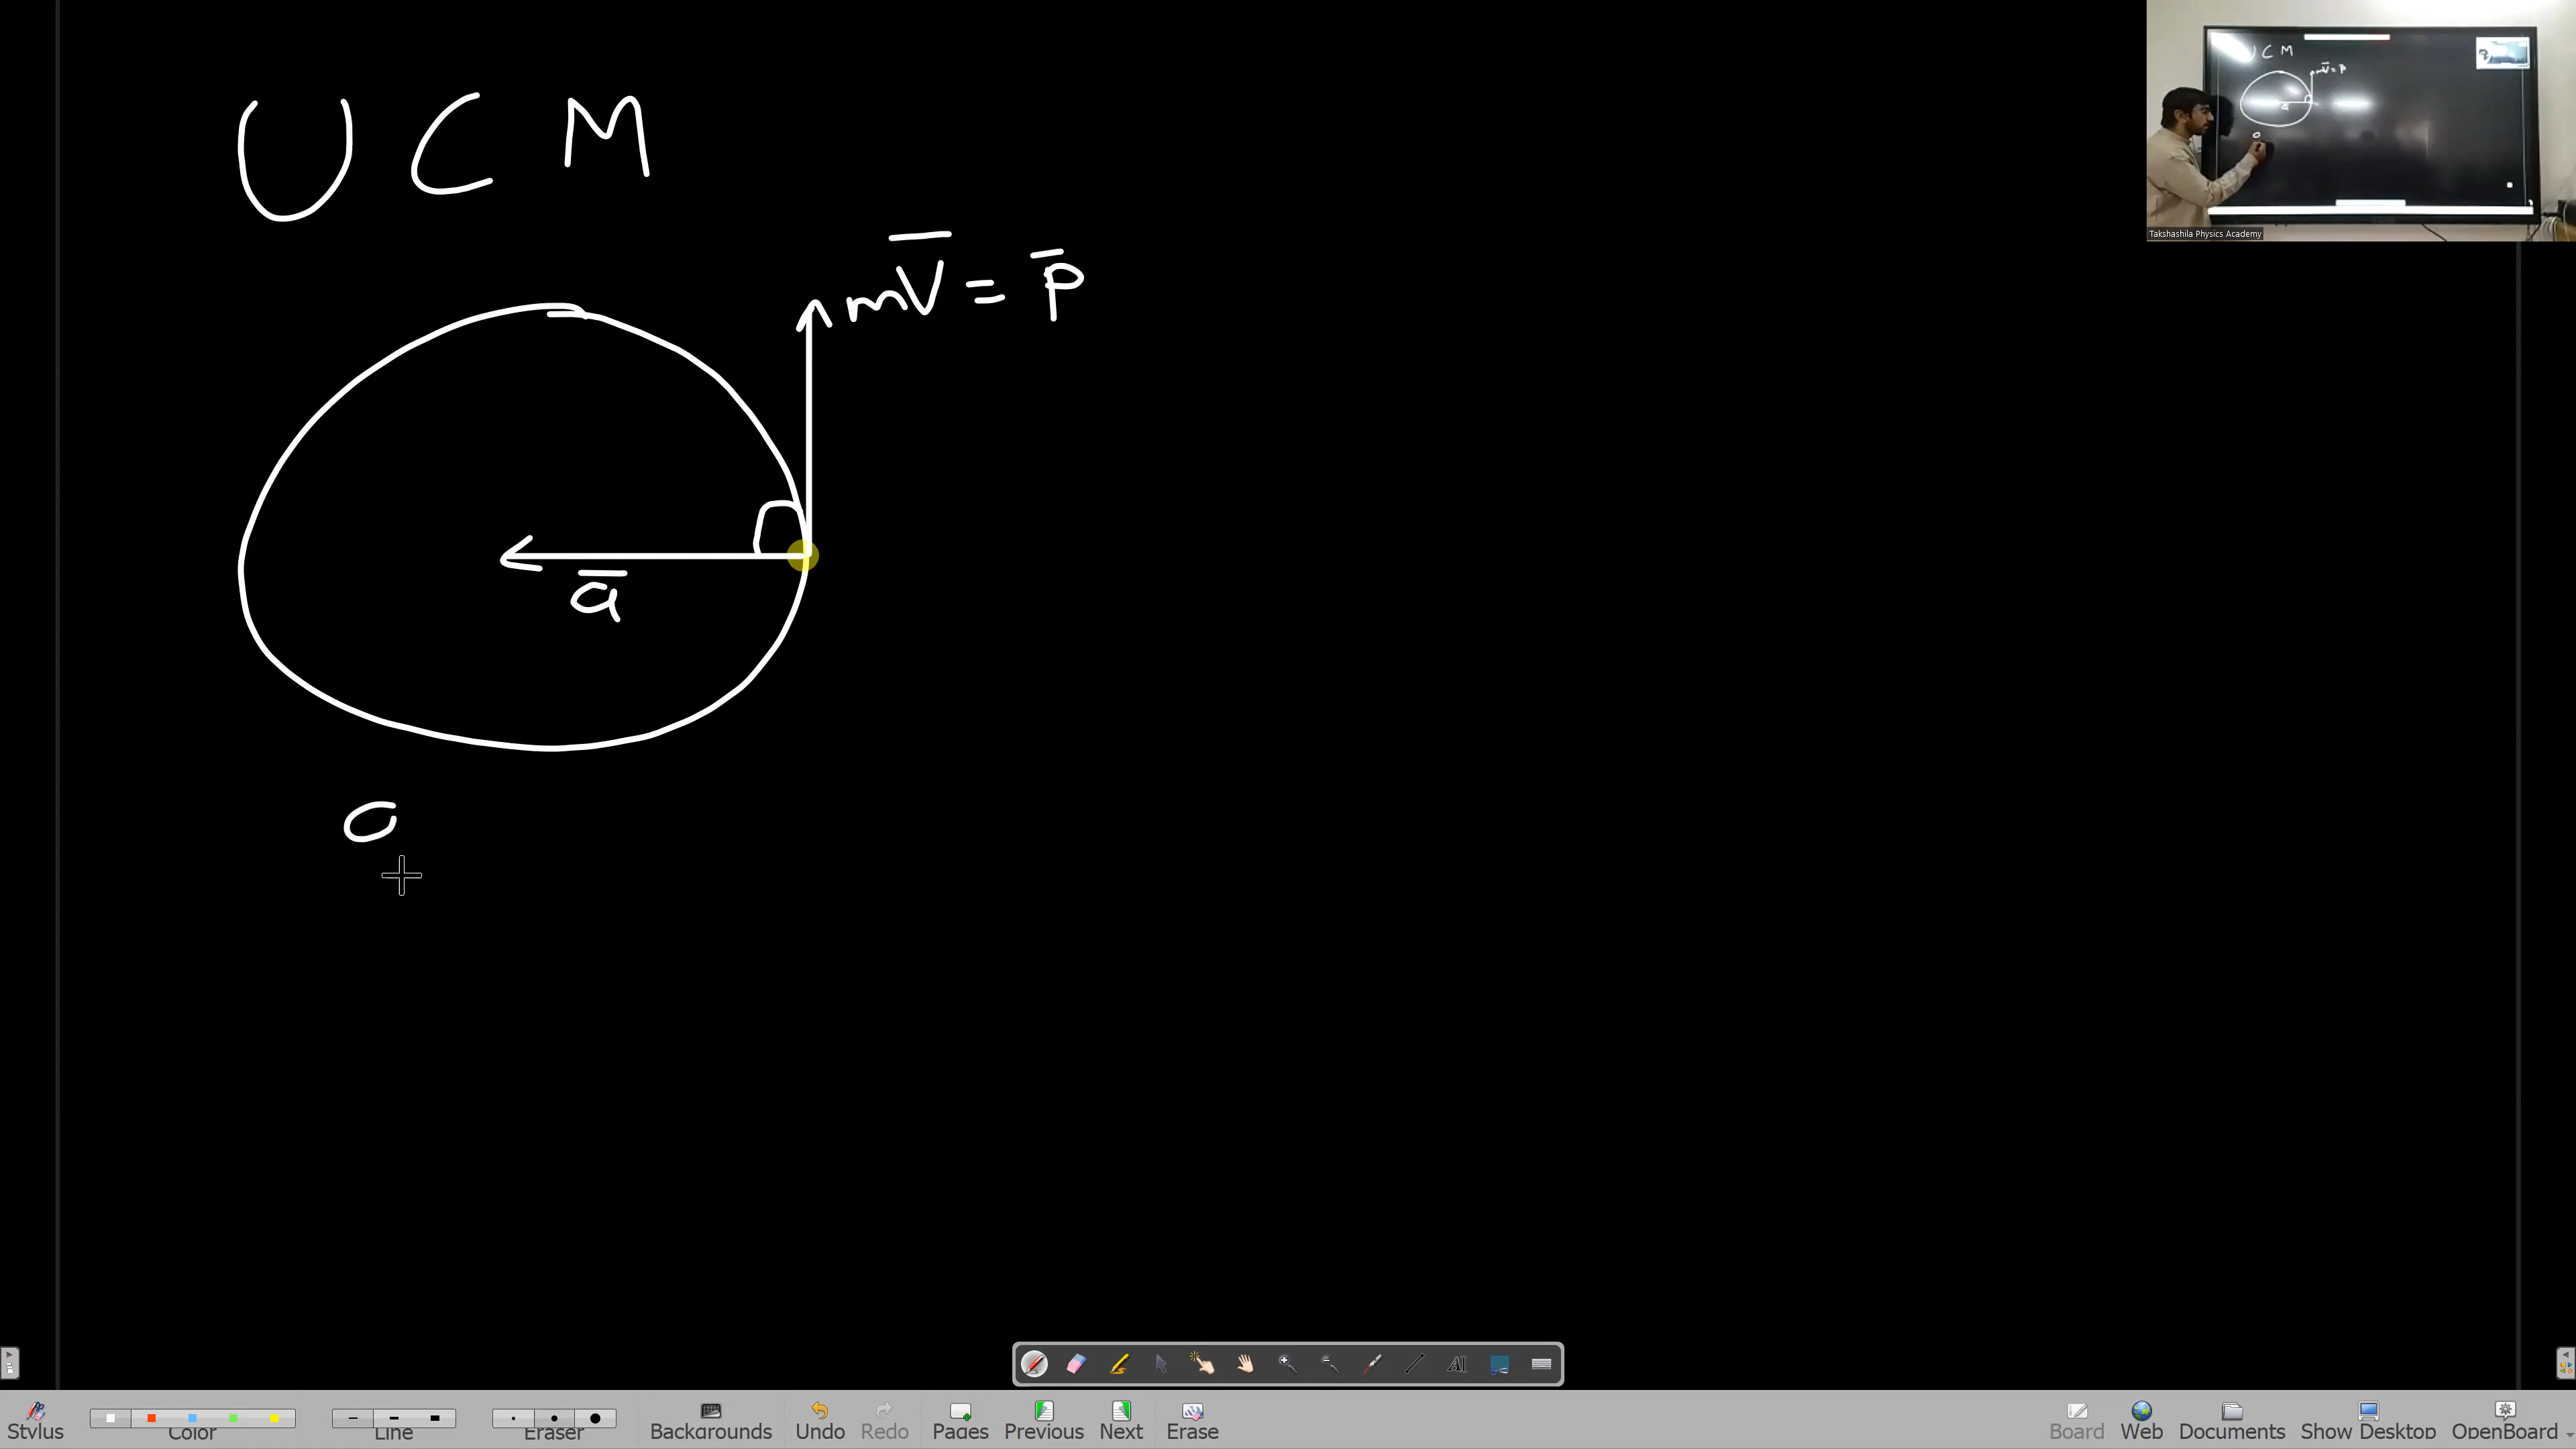 U C M
mV̅ = p̅
a̅
a
Takshashila Physics Academy
Stylus Color Line Eraser Backgrounds Undo Redo Pages Previous Next Erase Board Web Documents Show Desktop OpenBoard